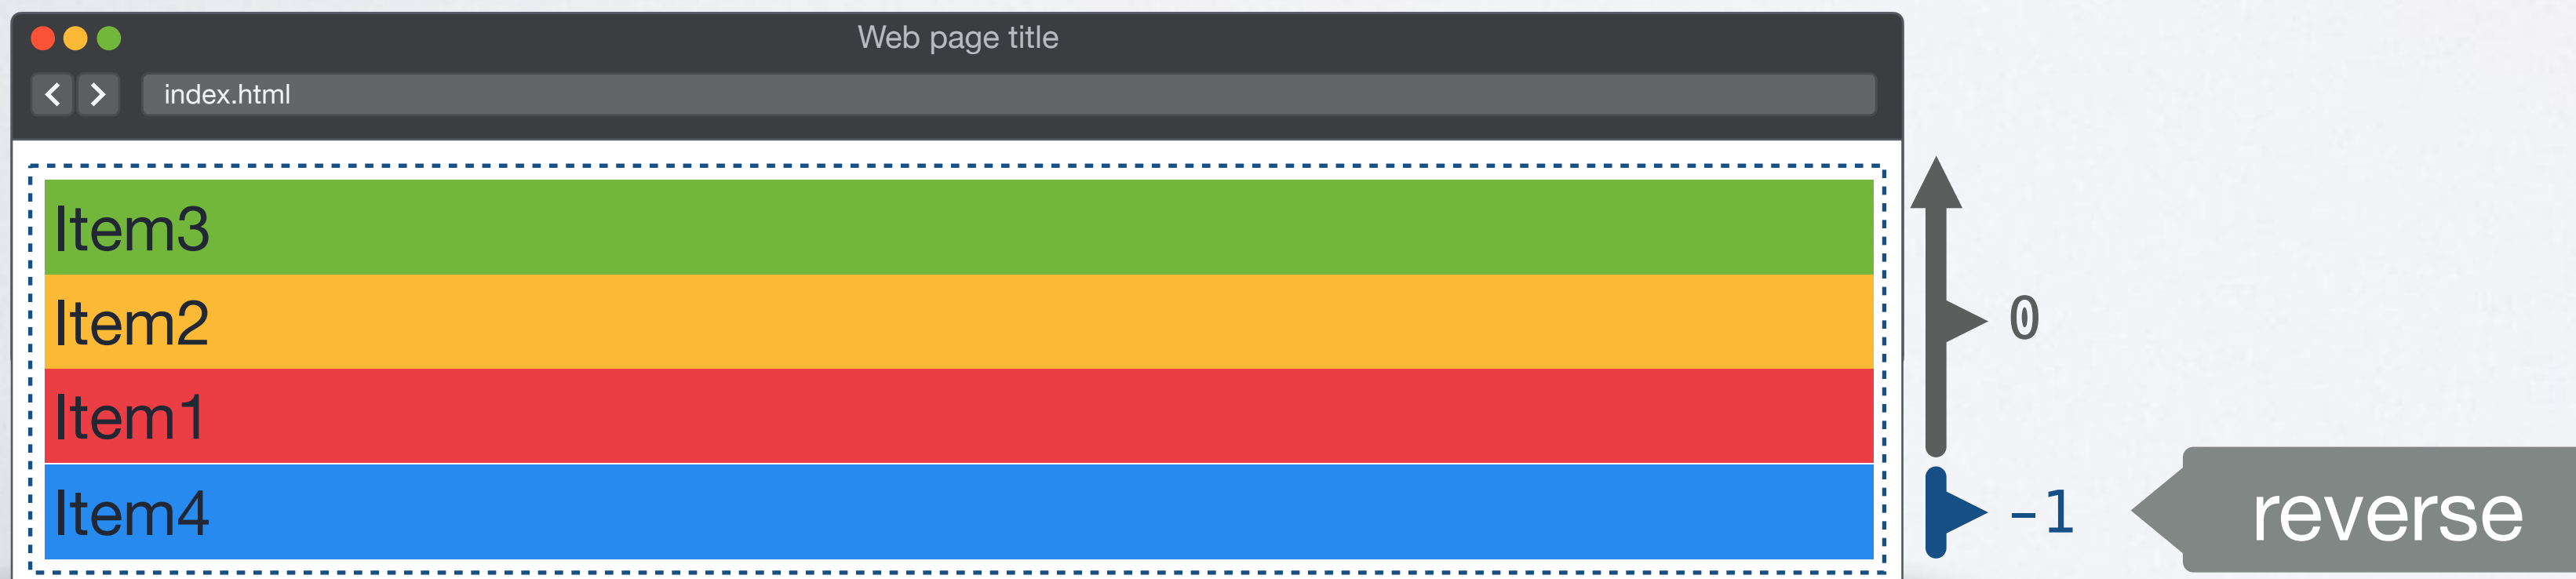 Web page title
index.html
Item3
Item2
0
Item1
Item4
-1
reverse